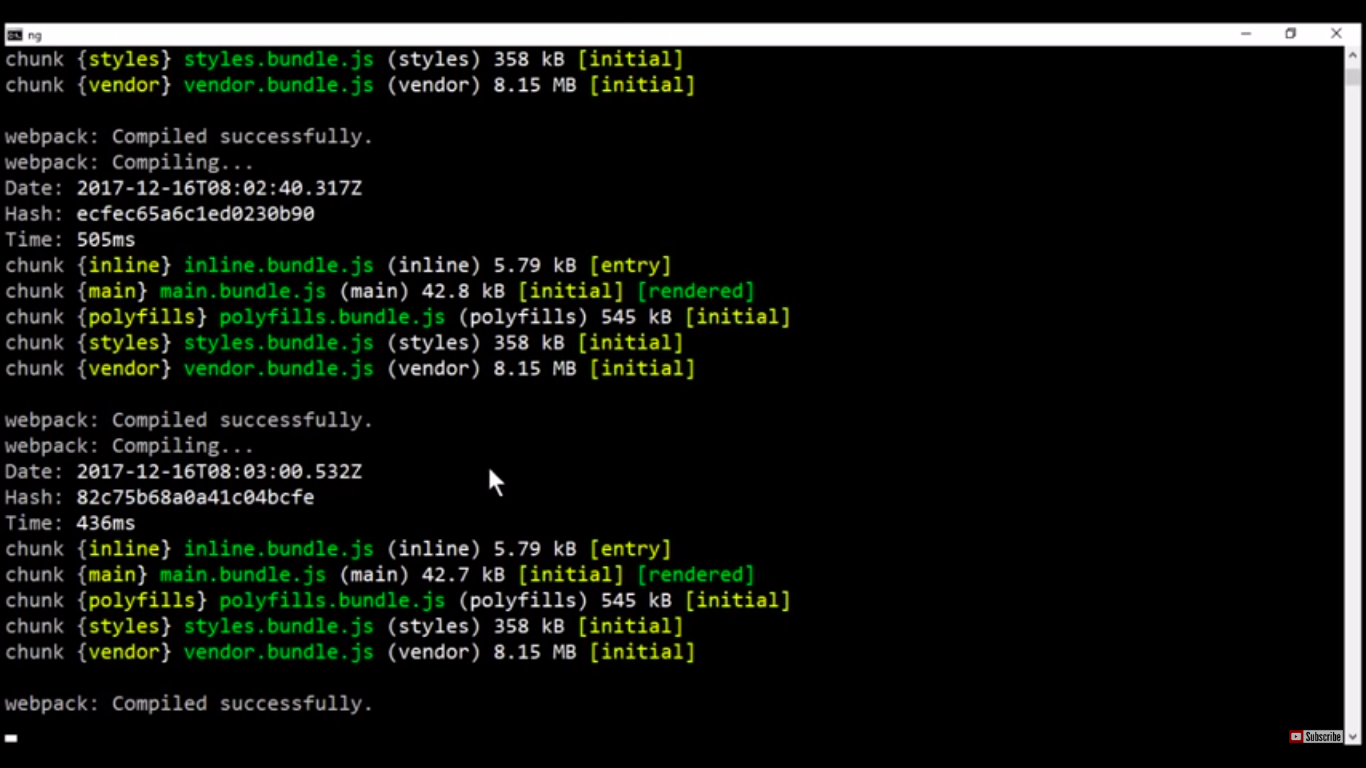 ng
chunk {styles} styles.bundle.js (styles) 358 kB [initial]
chunk {vendor} vendor.bundle.js (vendor) 8.15 MB [initial]
webpack: Compiled successfully.
webpack: Compiling...
Date: 2017-12-16T08:02:40.317Z
Hash: ecfec65a6c1ed0230b90
Time: 505ms
chunk {inline} inline.bundle.js (inline) 5.79 kB [entry]
chunk {main} main.bundle.js (main) 42.8 kB [initial] [rendered]
chunk {polyfills} polyfills.bundle.js (polyfills) 545 kB [initial]
chunk {styles} styles.bundle.js (styles) 358 kB [initial]
chunk {vendor} vendor.bundle.js (vendor) 8.15 MB [initial]
webpack: Compiled successfully.
webpack: Compiling...
Date: 2017-12-16T08:03:00.532Z
Hash: 82c75b68a0a41c04bcfe
Time: 436ms
chunk {inline} inline.bundle.js (inline) 5.79 kB [entry]
chunk {main} main.bundle.js (main) 42.7 kB [initial] [rendered]
chunk {polyfills} polyfills.bundle.js (polyfills) 545 kB [initial]
chunk {styles} styles.bundle.js (styles) 358 kB [initial]
chunk {vendor} vendor.bundle.js (vendor) 8.15 MB [initial]
webpack: Compiled successfully.
Subscribe